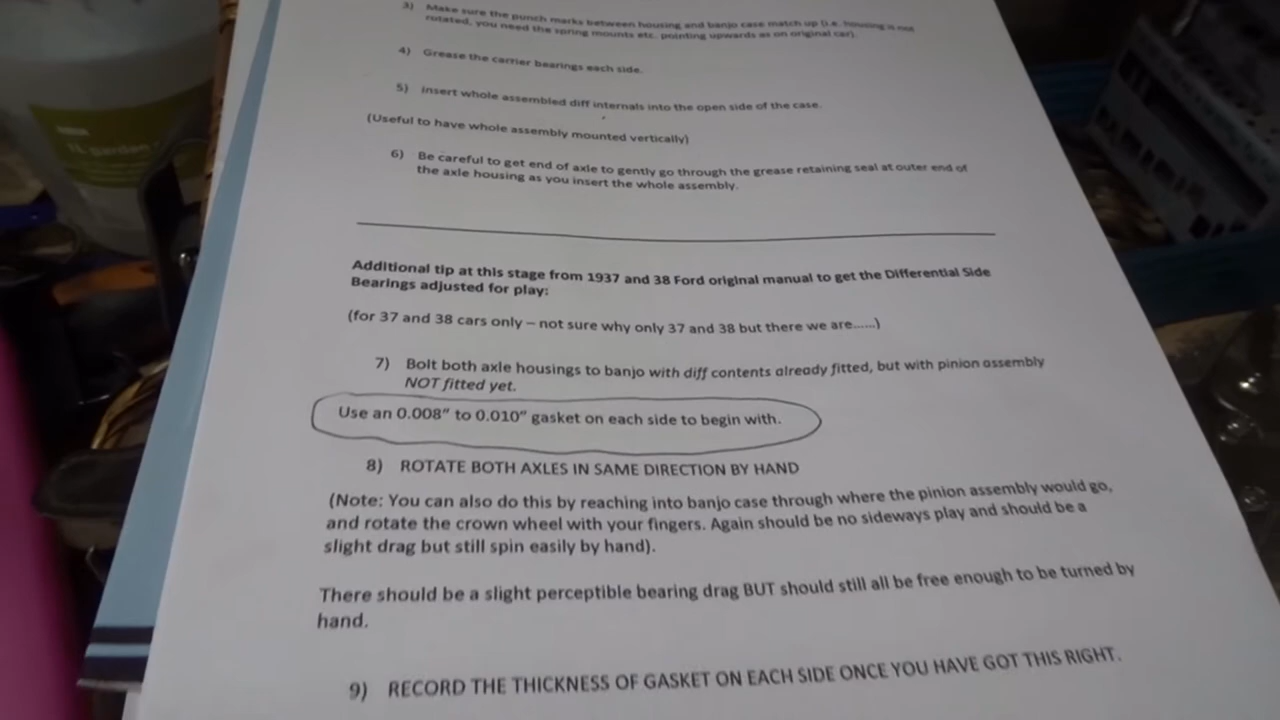 3) Make sure the punch marks between housing and banjo case match up (i.e. housing is not
rotated, you need the spring mounts etc. pointing upwards as on original car).
4) Grease the carrier bearings each side.
5) Insert whole assembled diff internals into the open side of the case.
(Useful to have whole assembly mounted vertically)
6) Be careful to get end of axle to gently go through the grease retaining seal at outer end of
the axle housing as you insert the whole assembly.
Additional tip at this stage from 1937 and 38 Ford original manual to get the Differential Side
Bearings adjusted for play:
(for 37 and 38 cars only – not sure why only 37 and 38 but there we are......)
7) Bolt both axle housings to banjo with diff contents already fitted, but with pinion assembly
NOT fitted yet.
Use an 0.008” to 0.010” gasket on each side to begin with.
8) ROTATE BOTH AXLES IN SAME DIRECTION BY HAND
(Note: You can also do this by reaching into banjo case through where the pinion assembly would go,
and rotate the crown wheel with your fingers. Again should be no sideways play and should be a
slight drag but still spin easily by hand).
There should be a slight perceptible bearing drag BUT should still all be free enough to be turned by
hand.
9) RECORD THE THICKNESS OF GASKET ON EACH SIDE ONCE YOU HAVE GOT THIS RIGHT.